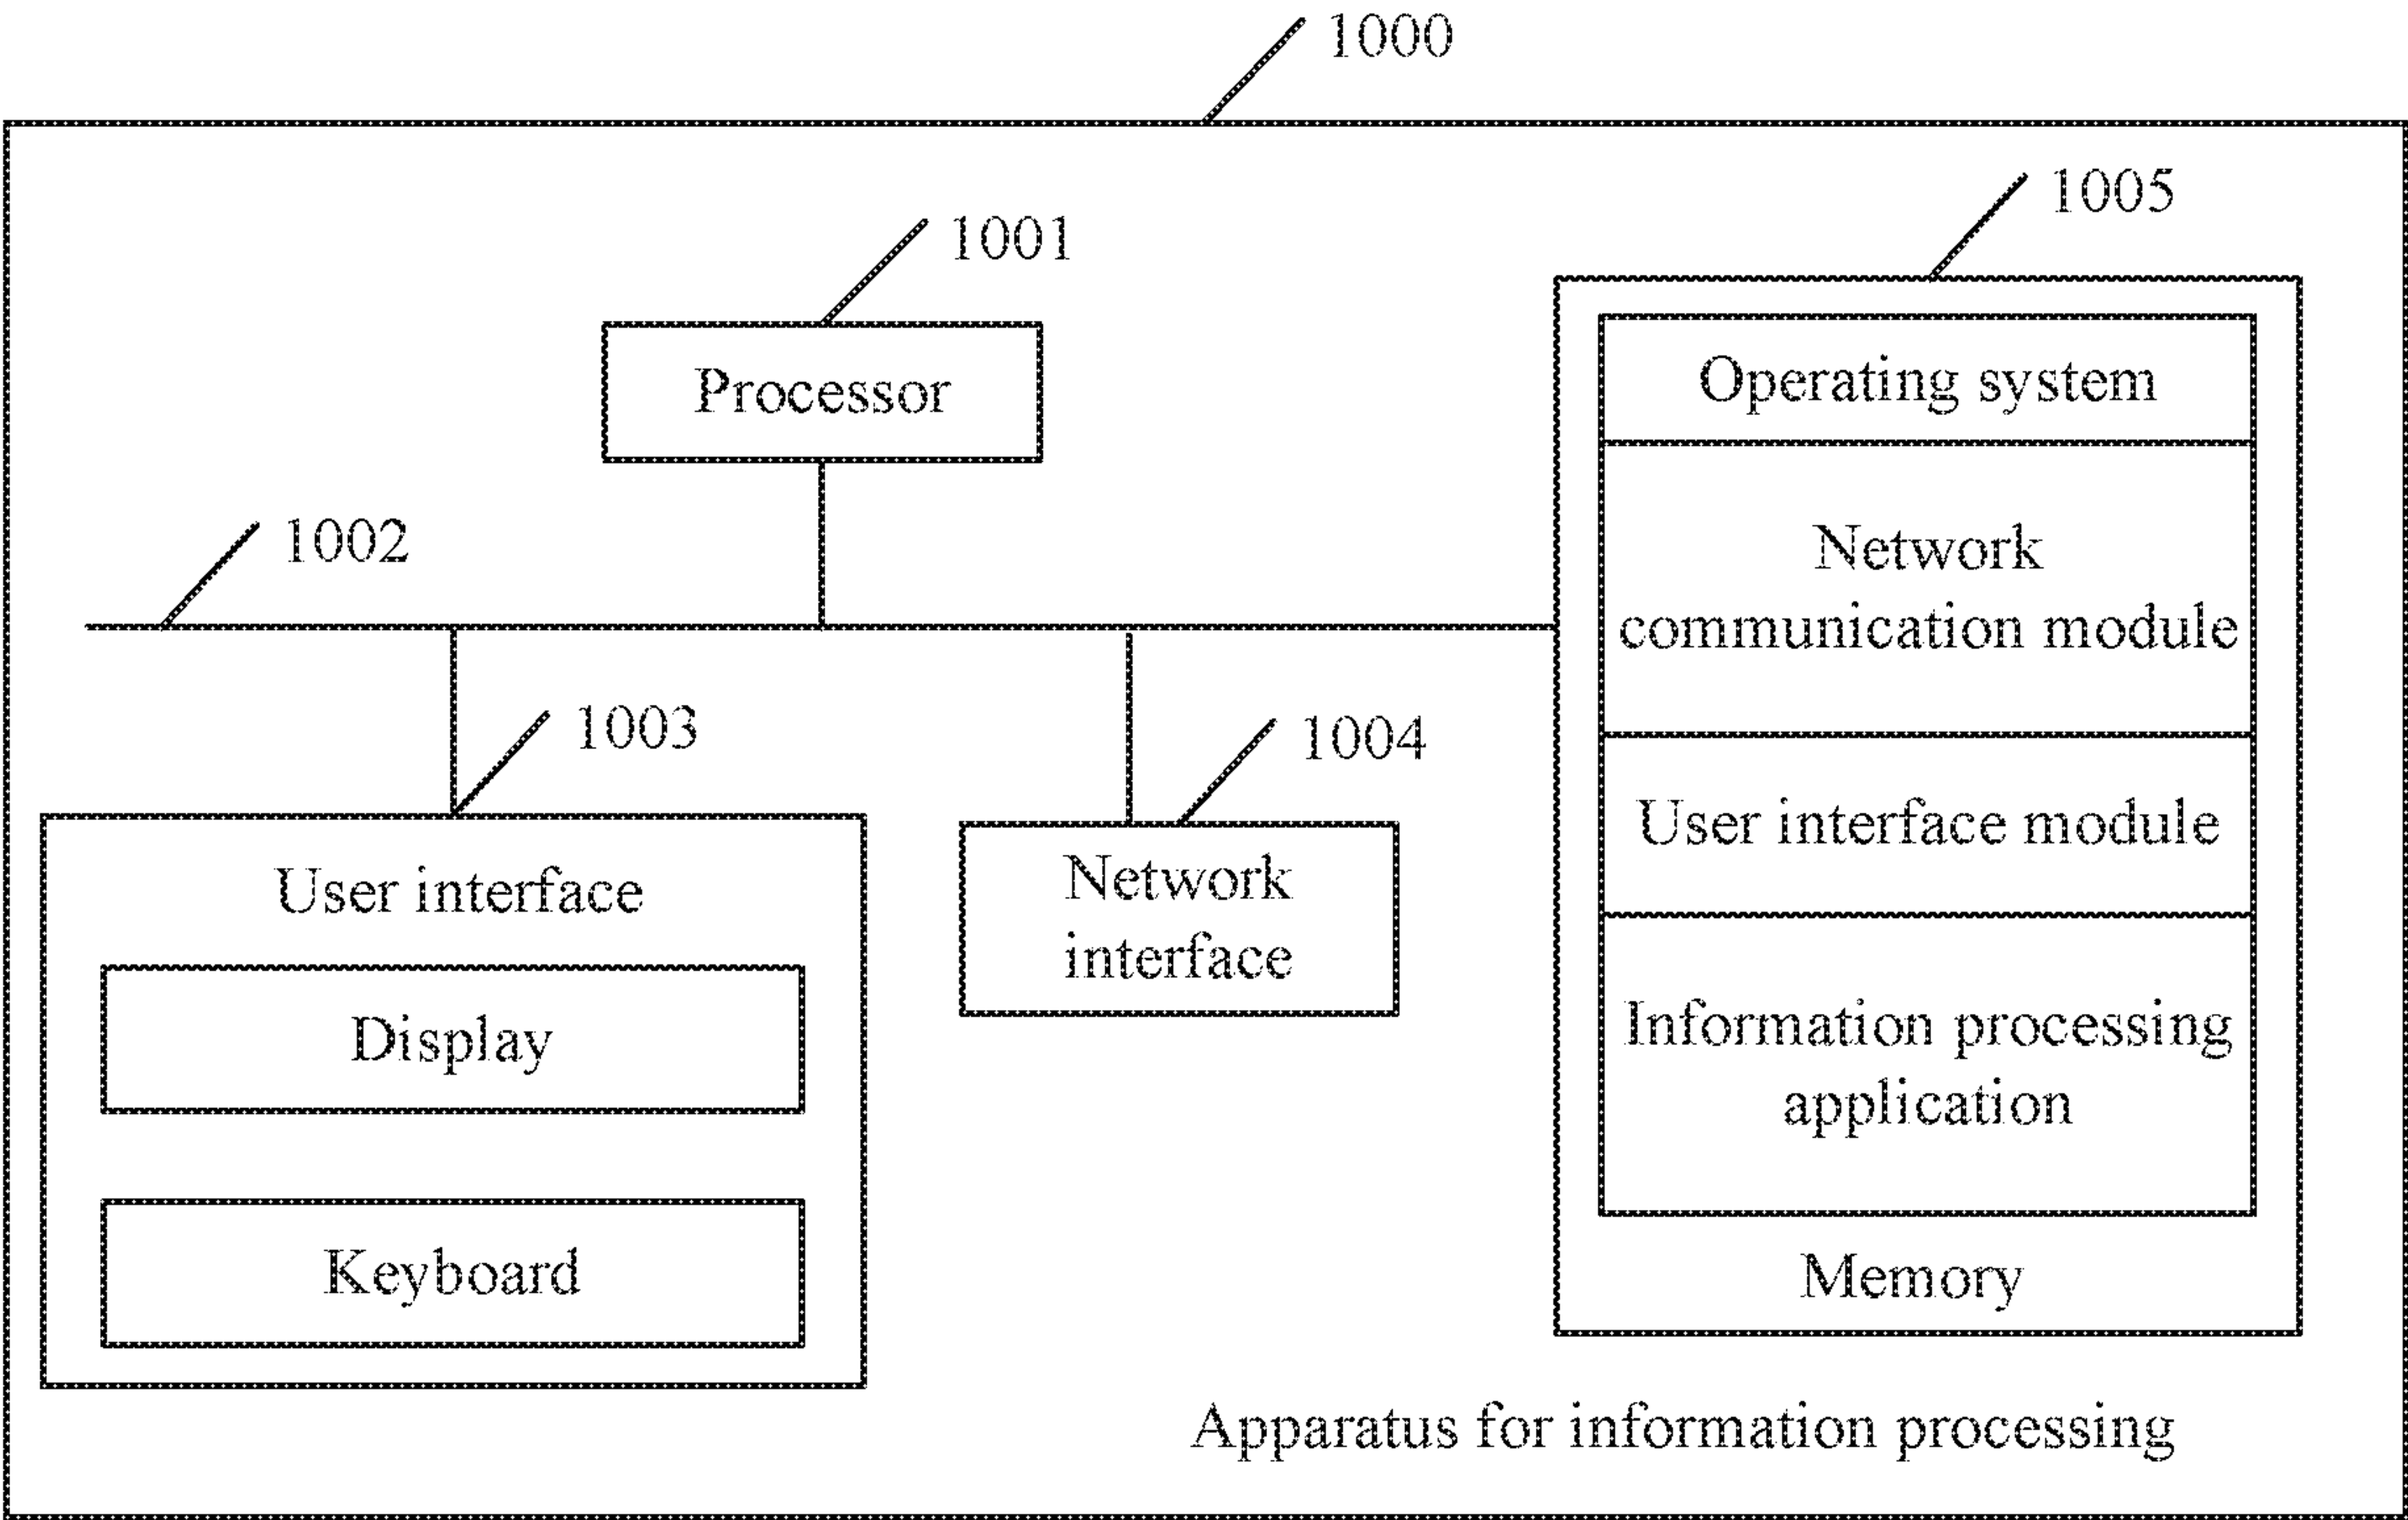 1000
1005
1001
Processor
Operating system
1002
Network
communication module
1003
1004
User interface module
User interface
Network
interface
Display
Information processing
application
Keyboard
Memory
Apparatus for information processing